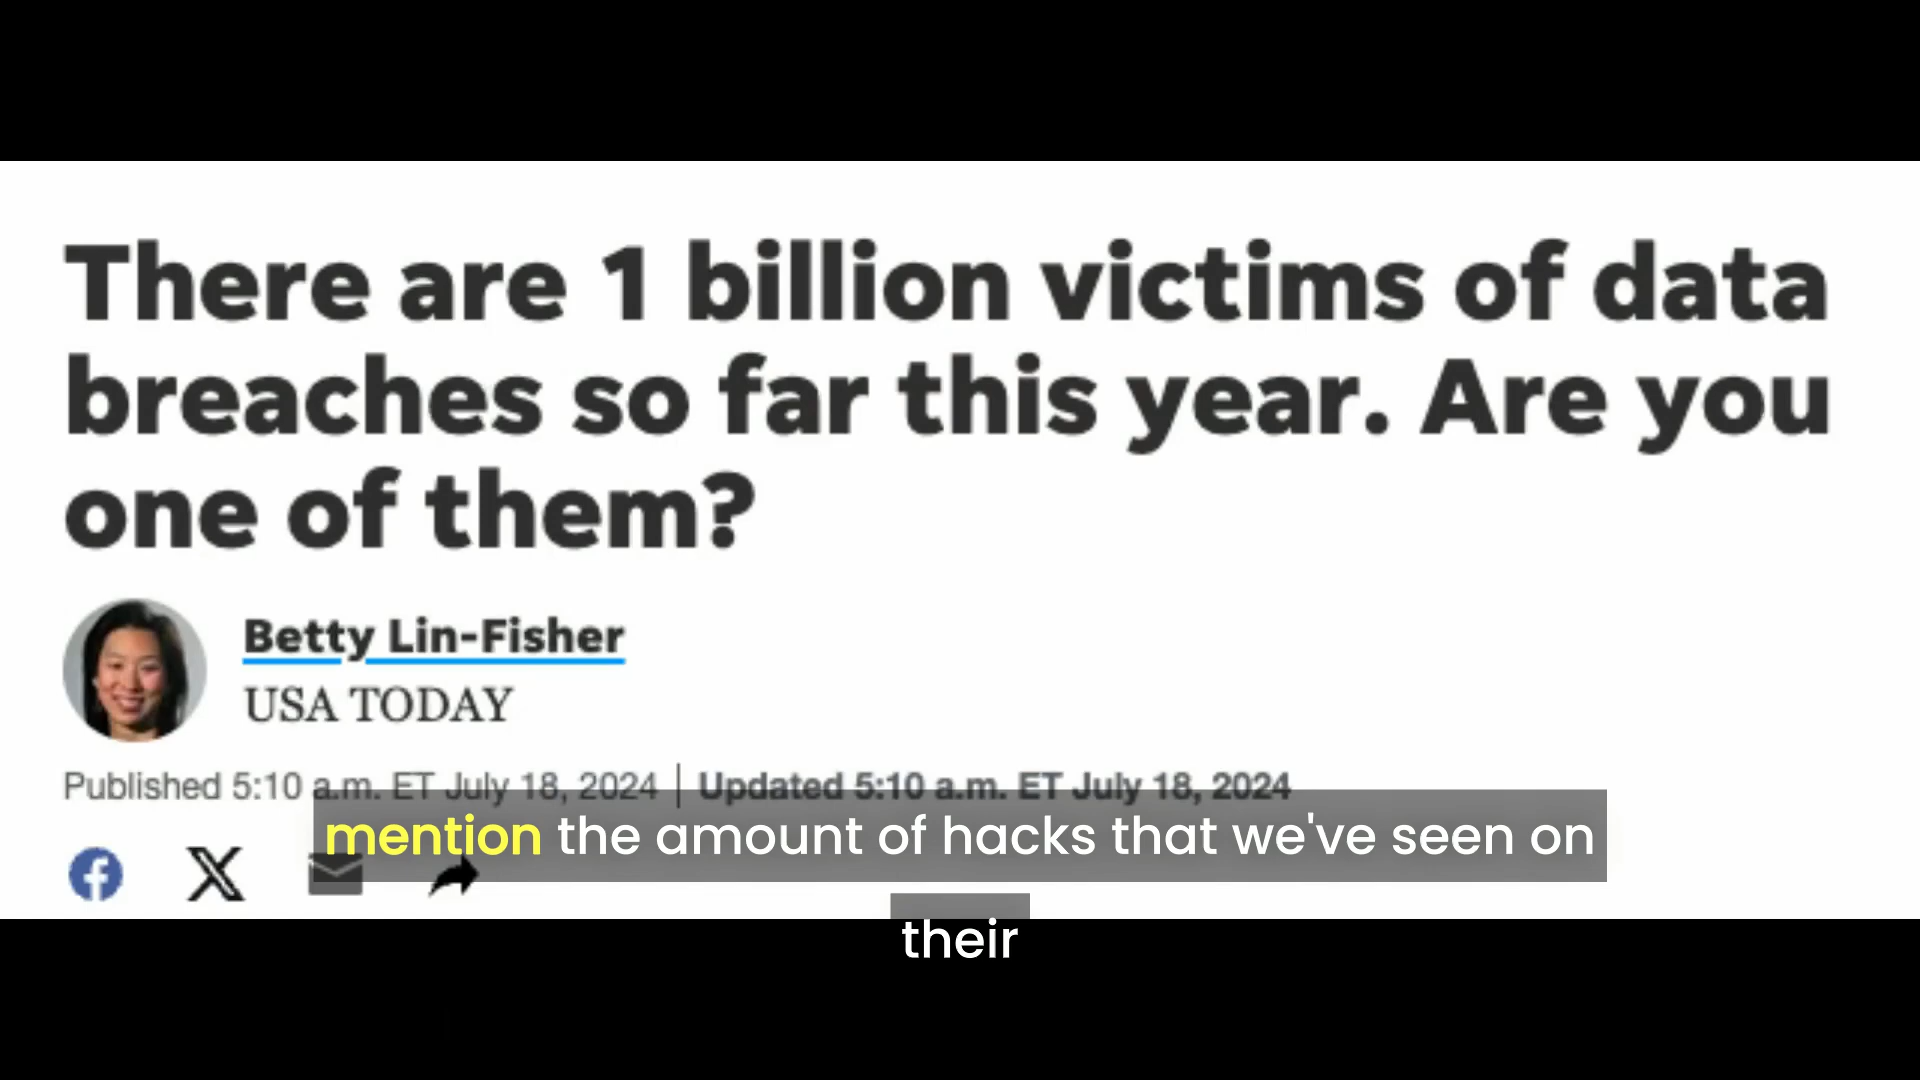 There are 1 billion victims of data
breaches so far this year. Are you
one of them?
Betty Lin-Fisher
USA TODAY
Published 5:10 a.m. ET July 18, 2024 | Updated 5:10 a.m. ET July 18, 2024
mention the amount of hacks that we've seen on
their